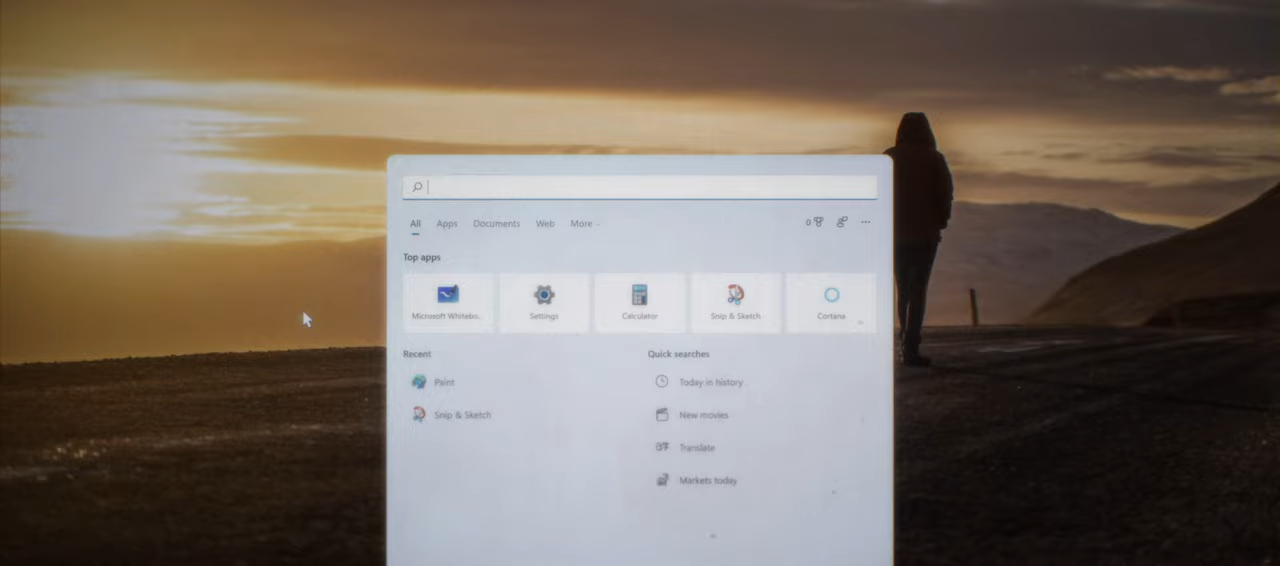 All Apps Documents Web More 0
Top apps
Microsoft Whitebo...
Settings
Calculator
Snip & Sketch
Cortana
Recent
Paint
Snip & Sketch
Quick searches
Today in history
New movies
Translate
Markets today